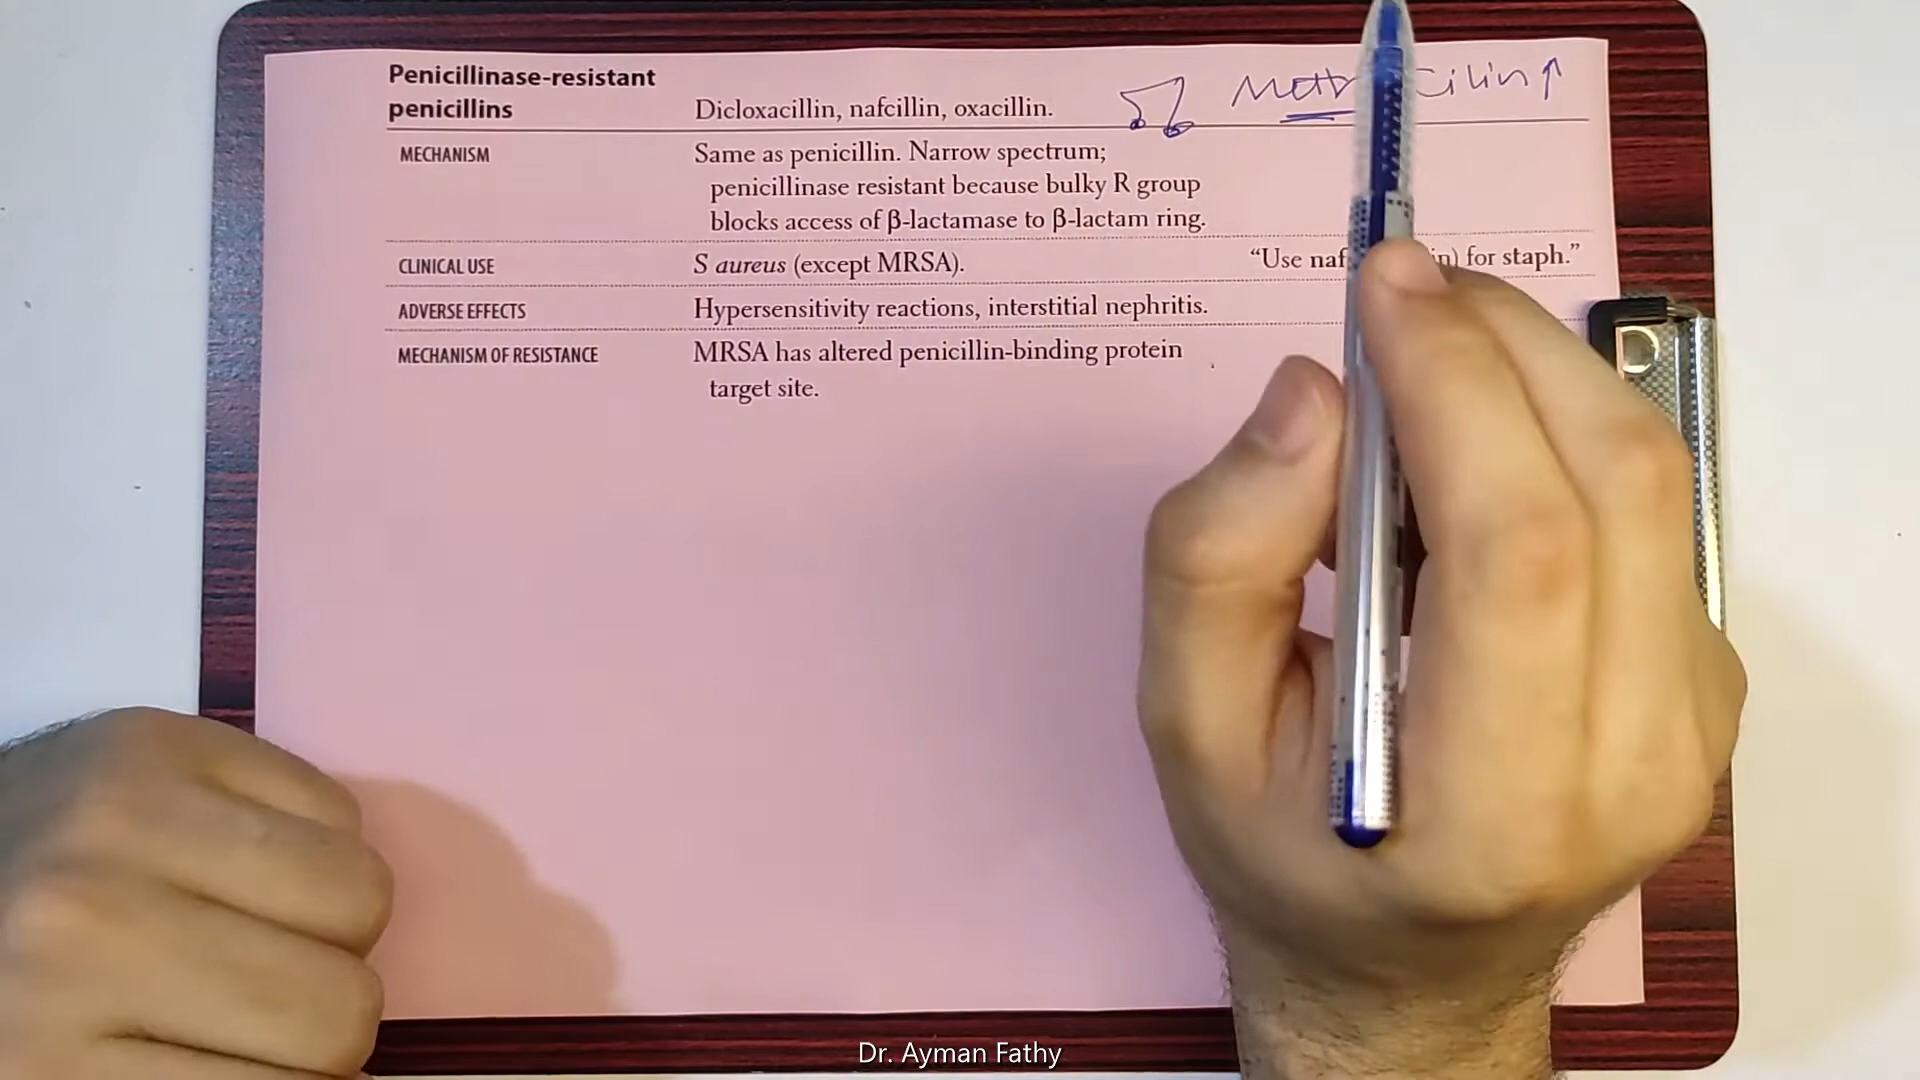 Penicillinase-resistant
penicillins
Dicloxacillin, nafcillin, oxacillin.
MECHANISM
Same as penicillin. Narrow spectrum;
penicillinase resistant because bulky R group
blocks access of β-lactamase to β-lactam ring.
CLINICAL USE
S aureus (except MRSA).
“Use for staph.”
ADVERSE EFFECTS
Hypersensitivity reactions, interstitial nephritis.
MECHANISM OF RESISTANCE
MRSA has altered penicillin-binding protein
target site.
Dr. Ayman Fathy